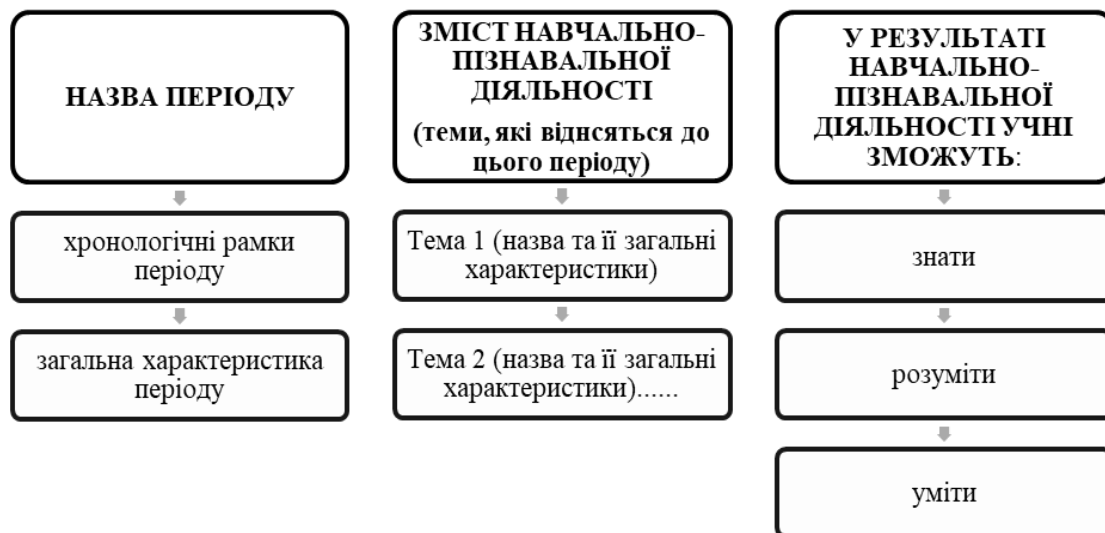 НАЗВА ПЕРІОДУ
хронологічні рамки
періоду
загальна характеристика
періоду
ЗМІСТ НАВЧАЛЬНО-
ПІЗНАВАЛЬНОЇ
ДІЯЛЬНОСТІ
(теми, які віднсяться до
цього періоду)
Тема 1 (назва та її загальні
характеристики)
Тема 2 (назва та її загальні
характеристики)......
У РЕЗУЛЬТАТІ
НАВЧАЛЬНО-
ПІЗНАВАЛЬНОЇ
ДІЯЛЬНОСТІ УЧНІ
ЗМОЖУТЬ:
знати
розуміти
уміти